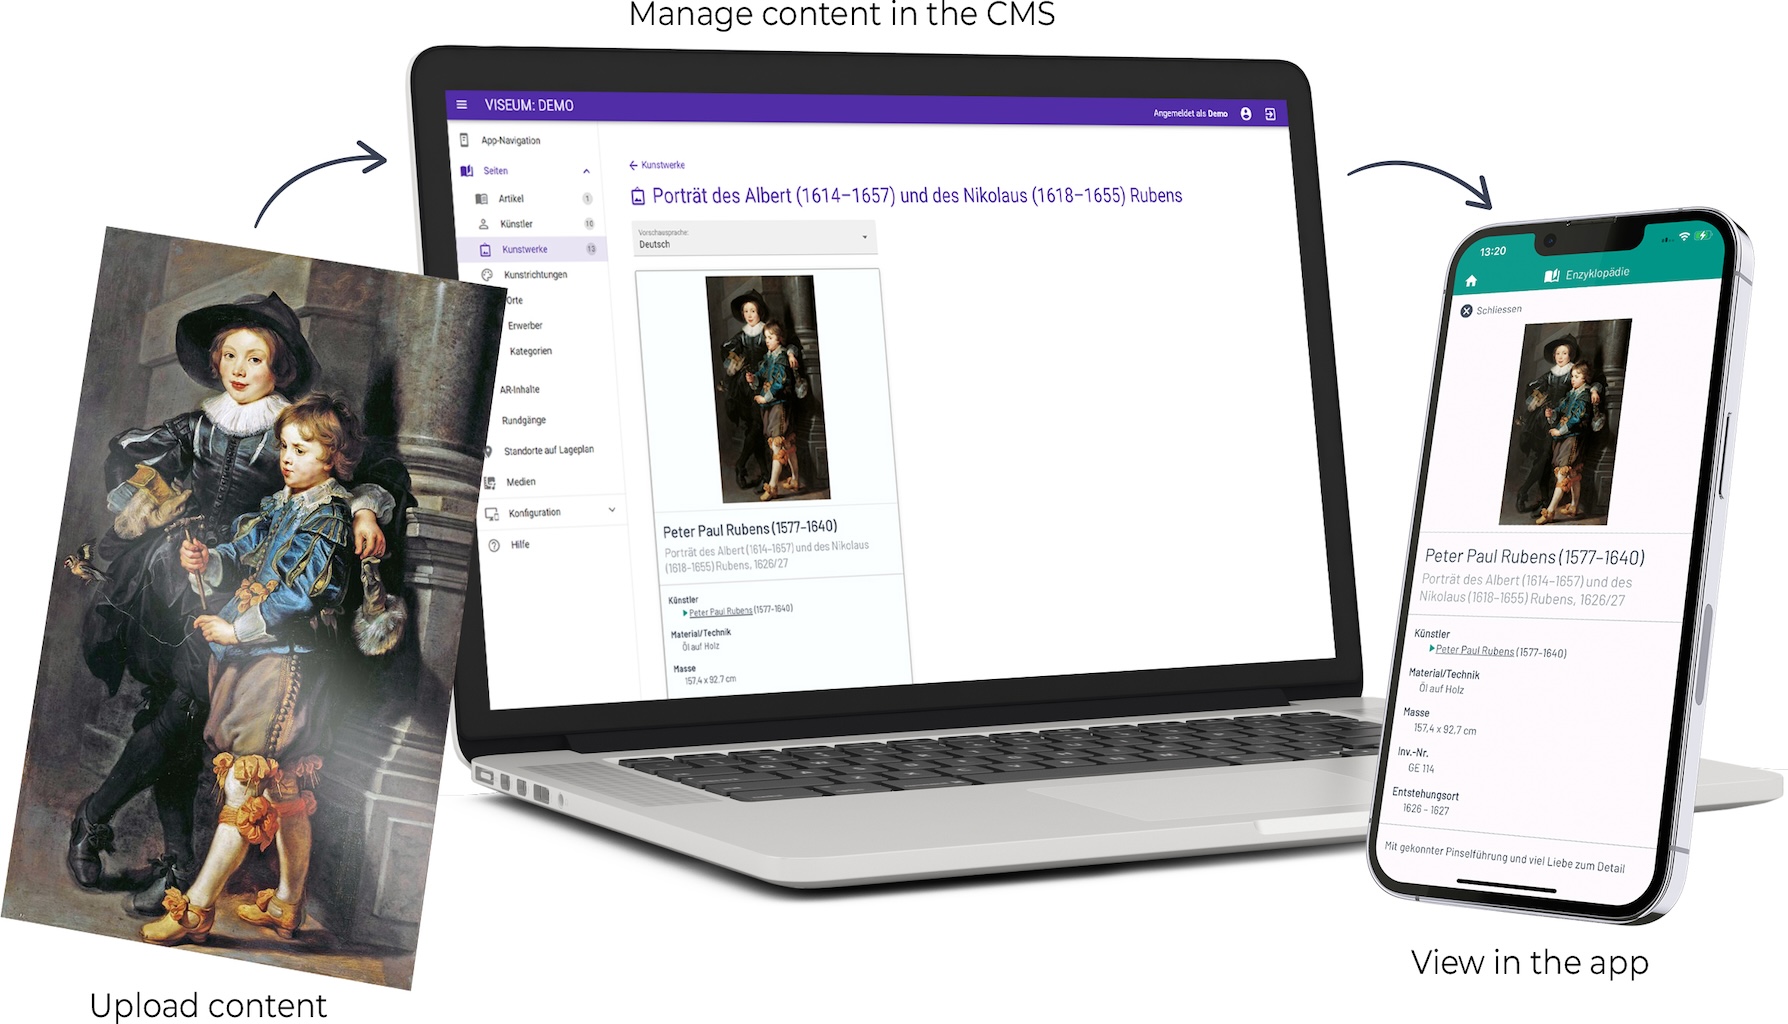 Manage content in the CMS
VISEUM: DEMO
Angemeldet als Demo
App-Navigation
Seiten
Artikel 1
Künstler 10
Kunstwerke 13
Kunstrichtungen
Orte
Erwerber
Kategorien
AR-Inhalte
Rundgänge
Standorte auf Lageplan
Medien
Konfiguration
Hilfe
Kunstwerke
Porträt des Albert (1614–1657) und des Nikolaus (1618–1655) Rubens
Vorschausprache:
Deutsch
Peter Paul Rubens (1577–1640)
Porträt des Albert (1614–1657) und des Nikolaus
(1618–1655) Rubens, 1626/27
Künstler
Peter Paul Rubens (1577–1640)
Material/Technik
Öl auf Holz
Masse
157,4 x 92,7 cm
13:20
Enzyklopädie
Schliessen
Peter Paul Rubens (1577–1640)
Porträt des Albert (1614–1657) und des
Nikolaus (1618–1655) Rubens, 1626/27
Künstler
Peter Paul Rubens (1577–1640)
Material/Technik
Öl auf Holz
Masse
157,4 x 92,7 cm
Inv.-Nr.
GE 114
Entstehungsort
1626 – 1627
Mit gekonnter Pinselführung und viel Liebe zum Detail
Upload content
View in the app